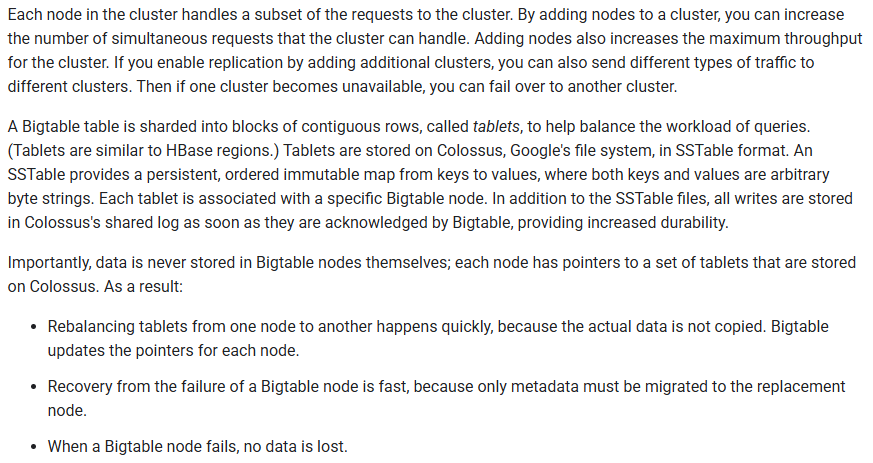 Each node in the cluster handles a subset of the requests to the cluster. By adding nodes to a cluster, you can increase
the number of simultaneous requests that the cluster can handle. Adding nodes also increases the maximum throughput
for the cluster. If you enable replication by adding additional clusters, you can also send different types of traffic to
different clusters. Then if one cluster becomes unavailable, you can fail over to another cluster.
A Bigtable table is sharded into blocks of contiguous rows, called tablets, to help balance the workload of queries.
(Tablets are similar to HBase regions.) Tablets are stored on Colossus, Google's file system, in SSTable format. An
SSTable provides a persistent, ordered immutable map from keys to values, where both keys and values are arbitrary
byte strings. Each tablet is associated with a specific Bigtable node. In addition to the SSTable files, all writes are stored
in Colossus's shared log as soon as they are acknowledged by Bigtable, providing increased durability.
Importantly, data is never stored in Bigtable nodes themselves; each node has pointers to a set of tablets that are stored
on Colossus. As a result:
• Rebalancing tablets from one node to another happens quickly, because the actual data is not copied. Bigtable
updates the pointers for each node.
• Recovery from the failure of a Bigtable node is fast, because only metadata must be migrated to the replacement
node.
• When a Bigtable node fails, no data is lost.